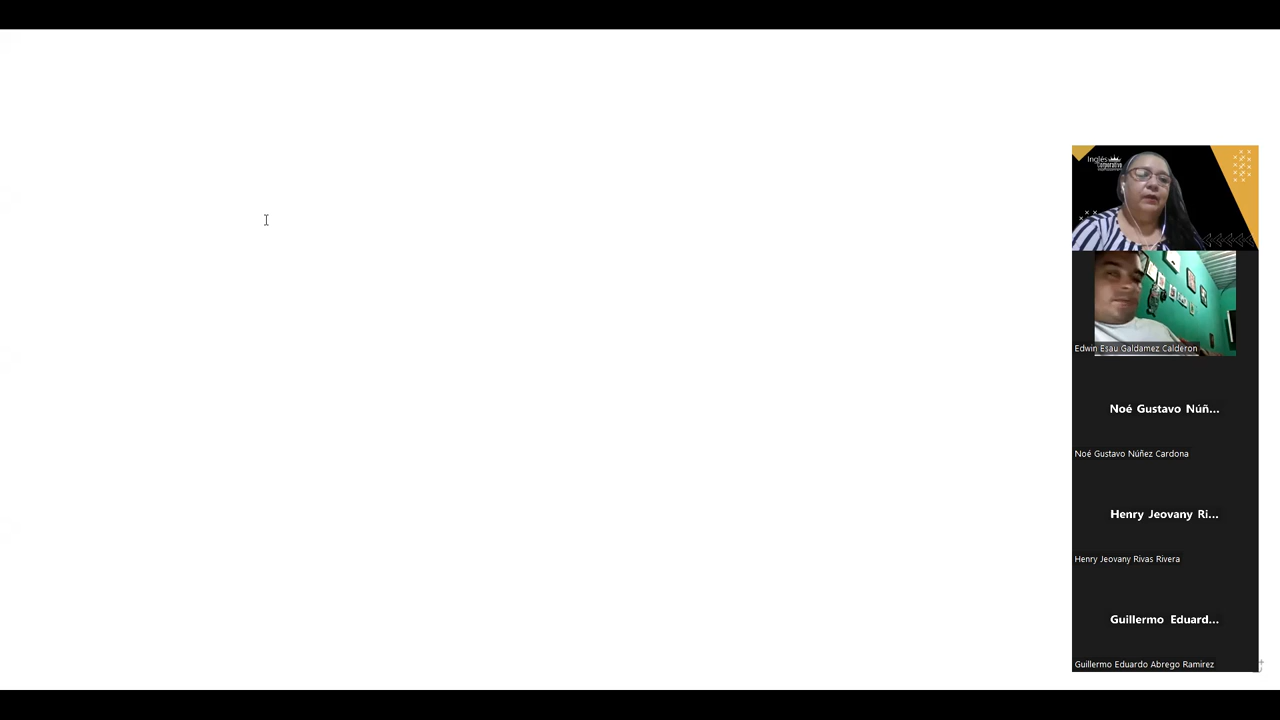 Inglés
corporativo
Edwin Esau Galdamez Calderon
Noé Gustavo Núñ...
Noé Gustavo Núñez Cardona
Henry Jeovany Ri...
Henry Jeovany Rivas Rivera
Guillermo Eduard...
Guillermo Eduardo Abrego Ramirez